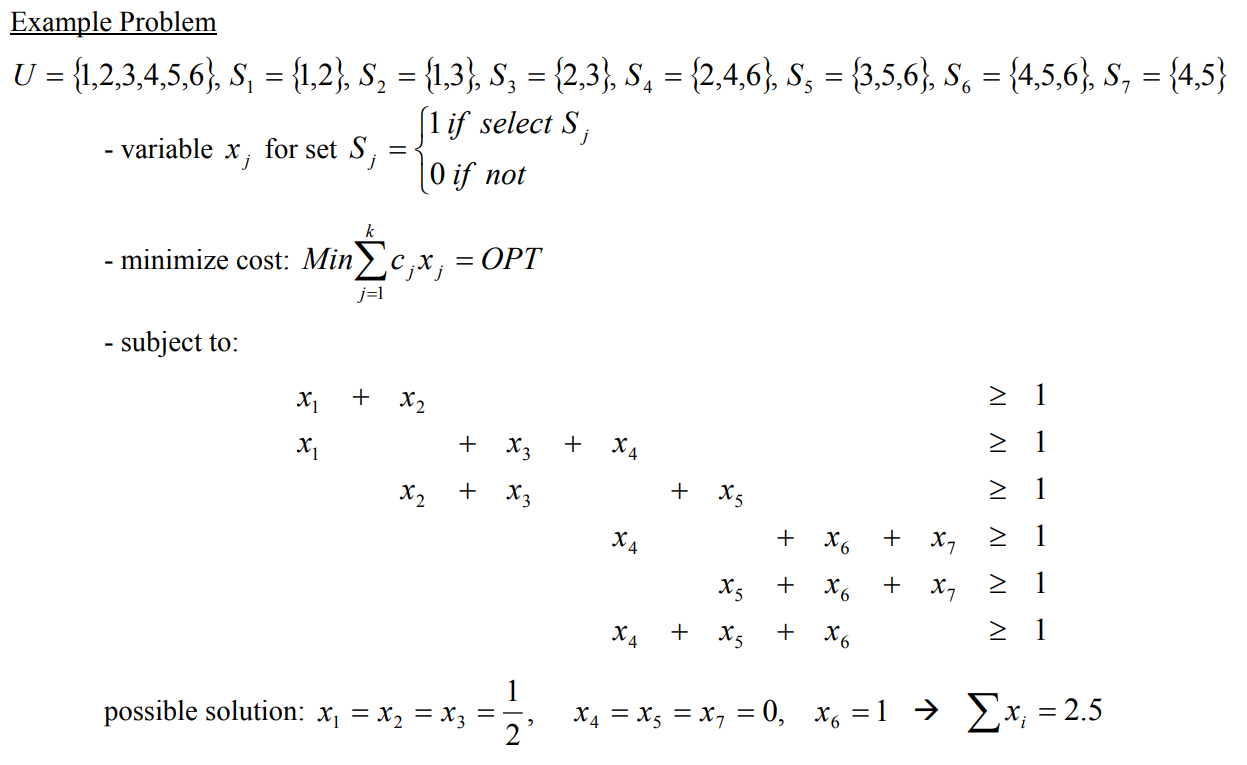 Example Problem
U = {1,2,3,4,5,6}, S₁ = {1,2}, S₂ = {1,3}, S₃ = {2,3}, S₄ = {2,4,6}, S₅ = {3,5,6}, S₆ = {4,5,6}, S₇ = {4,5}
- variable xⱼ for set Sⱼ = {1 if select Sⱼ
0 if not
- minimize cost: Min ∑_{j=1}^{k} cⱼxⱼ = OPT
- subject to:
x₁ + x₂ ≥ 1
x₁ + x₃ + x₄ ≥ 1
x₂ + x₃ + x₅ ≥ 1
x₄ + x₆ + x₇ ≥ 1
x₅ + x₆ + x₇ ≥ 1
x₄ + x₅ + x₆ ≥ 1
possible solution: x₁ = x₂ = x₃ = 1/2, x₄ = x₅ = x₇ = 0, x₆ = 1 → ∑xᵢ = 2.5